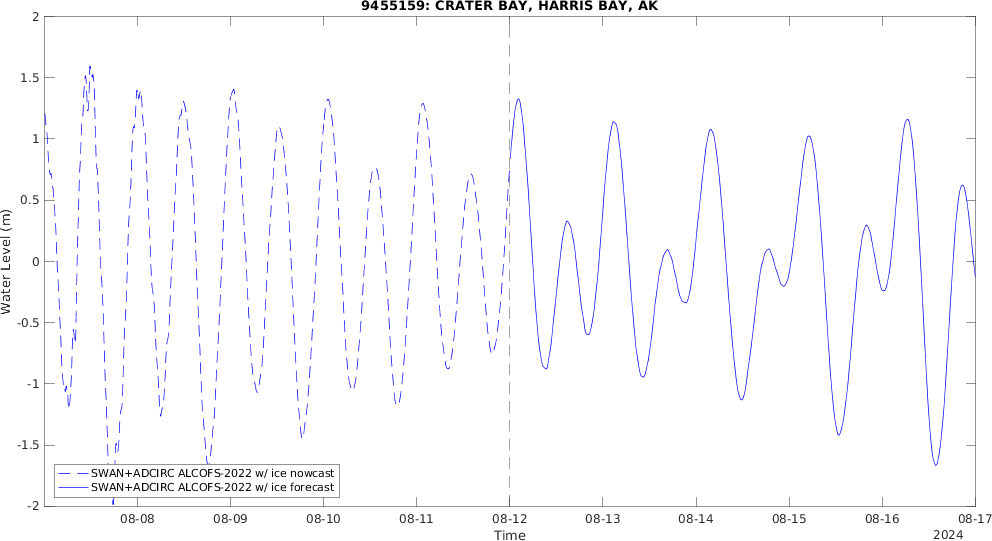 9455159: CRATER BAY, HARRIS BAY, AK
2
1.5
1
0.5
0
-0.5
-1
-1.5
-2
Water Level (m)
SWAN+ADCIRC ALCOFS-2022 w/ ice nowcast
SWAN+ADCIRC ALCOFS-2022 w/ ice forecast
08-08 08-09 08-10 08-11 08-12 08-13 08-14 08-15 08-16 08-17
Time
2024